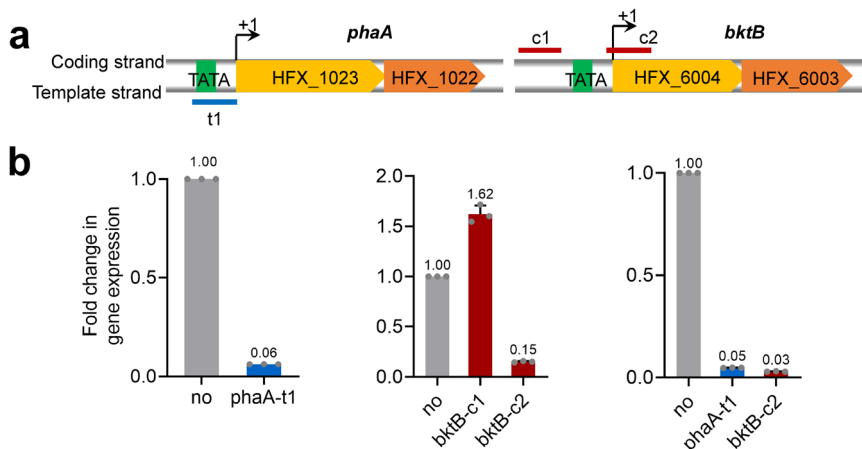 a
+1
phaA
c1
+1
c2
bktB
Coding strand
TATA
HFX_1023
HFX_1022
TATA
HFX_6004
HFX_6003
Template strand
t1
b
Fold change in
gene expression
1.00
1.0
0.5
0.06
0.0
no
phaA-t1
2.0
1.62
1.5
1.00
1.0
0.5
0.15
0.0
no
bktB-c1
bktB-c2
1.00
1.0
0.5
0.05
0.03
0.0
no
phaA-t1
bktB-c2